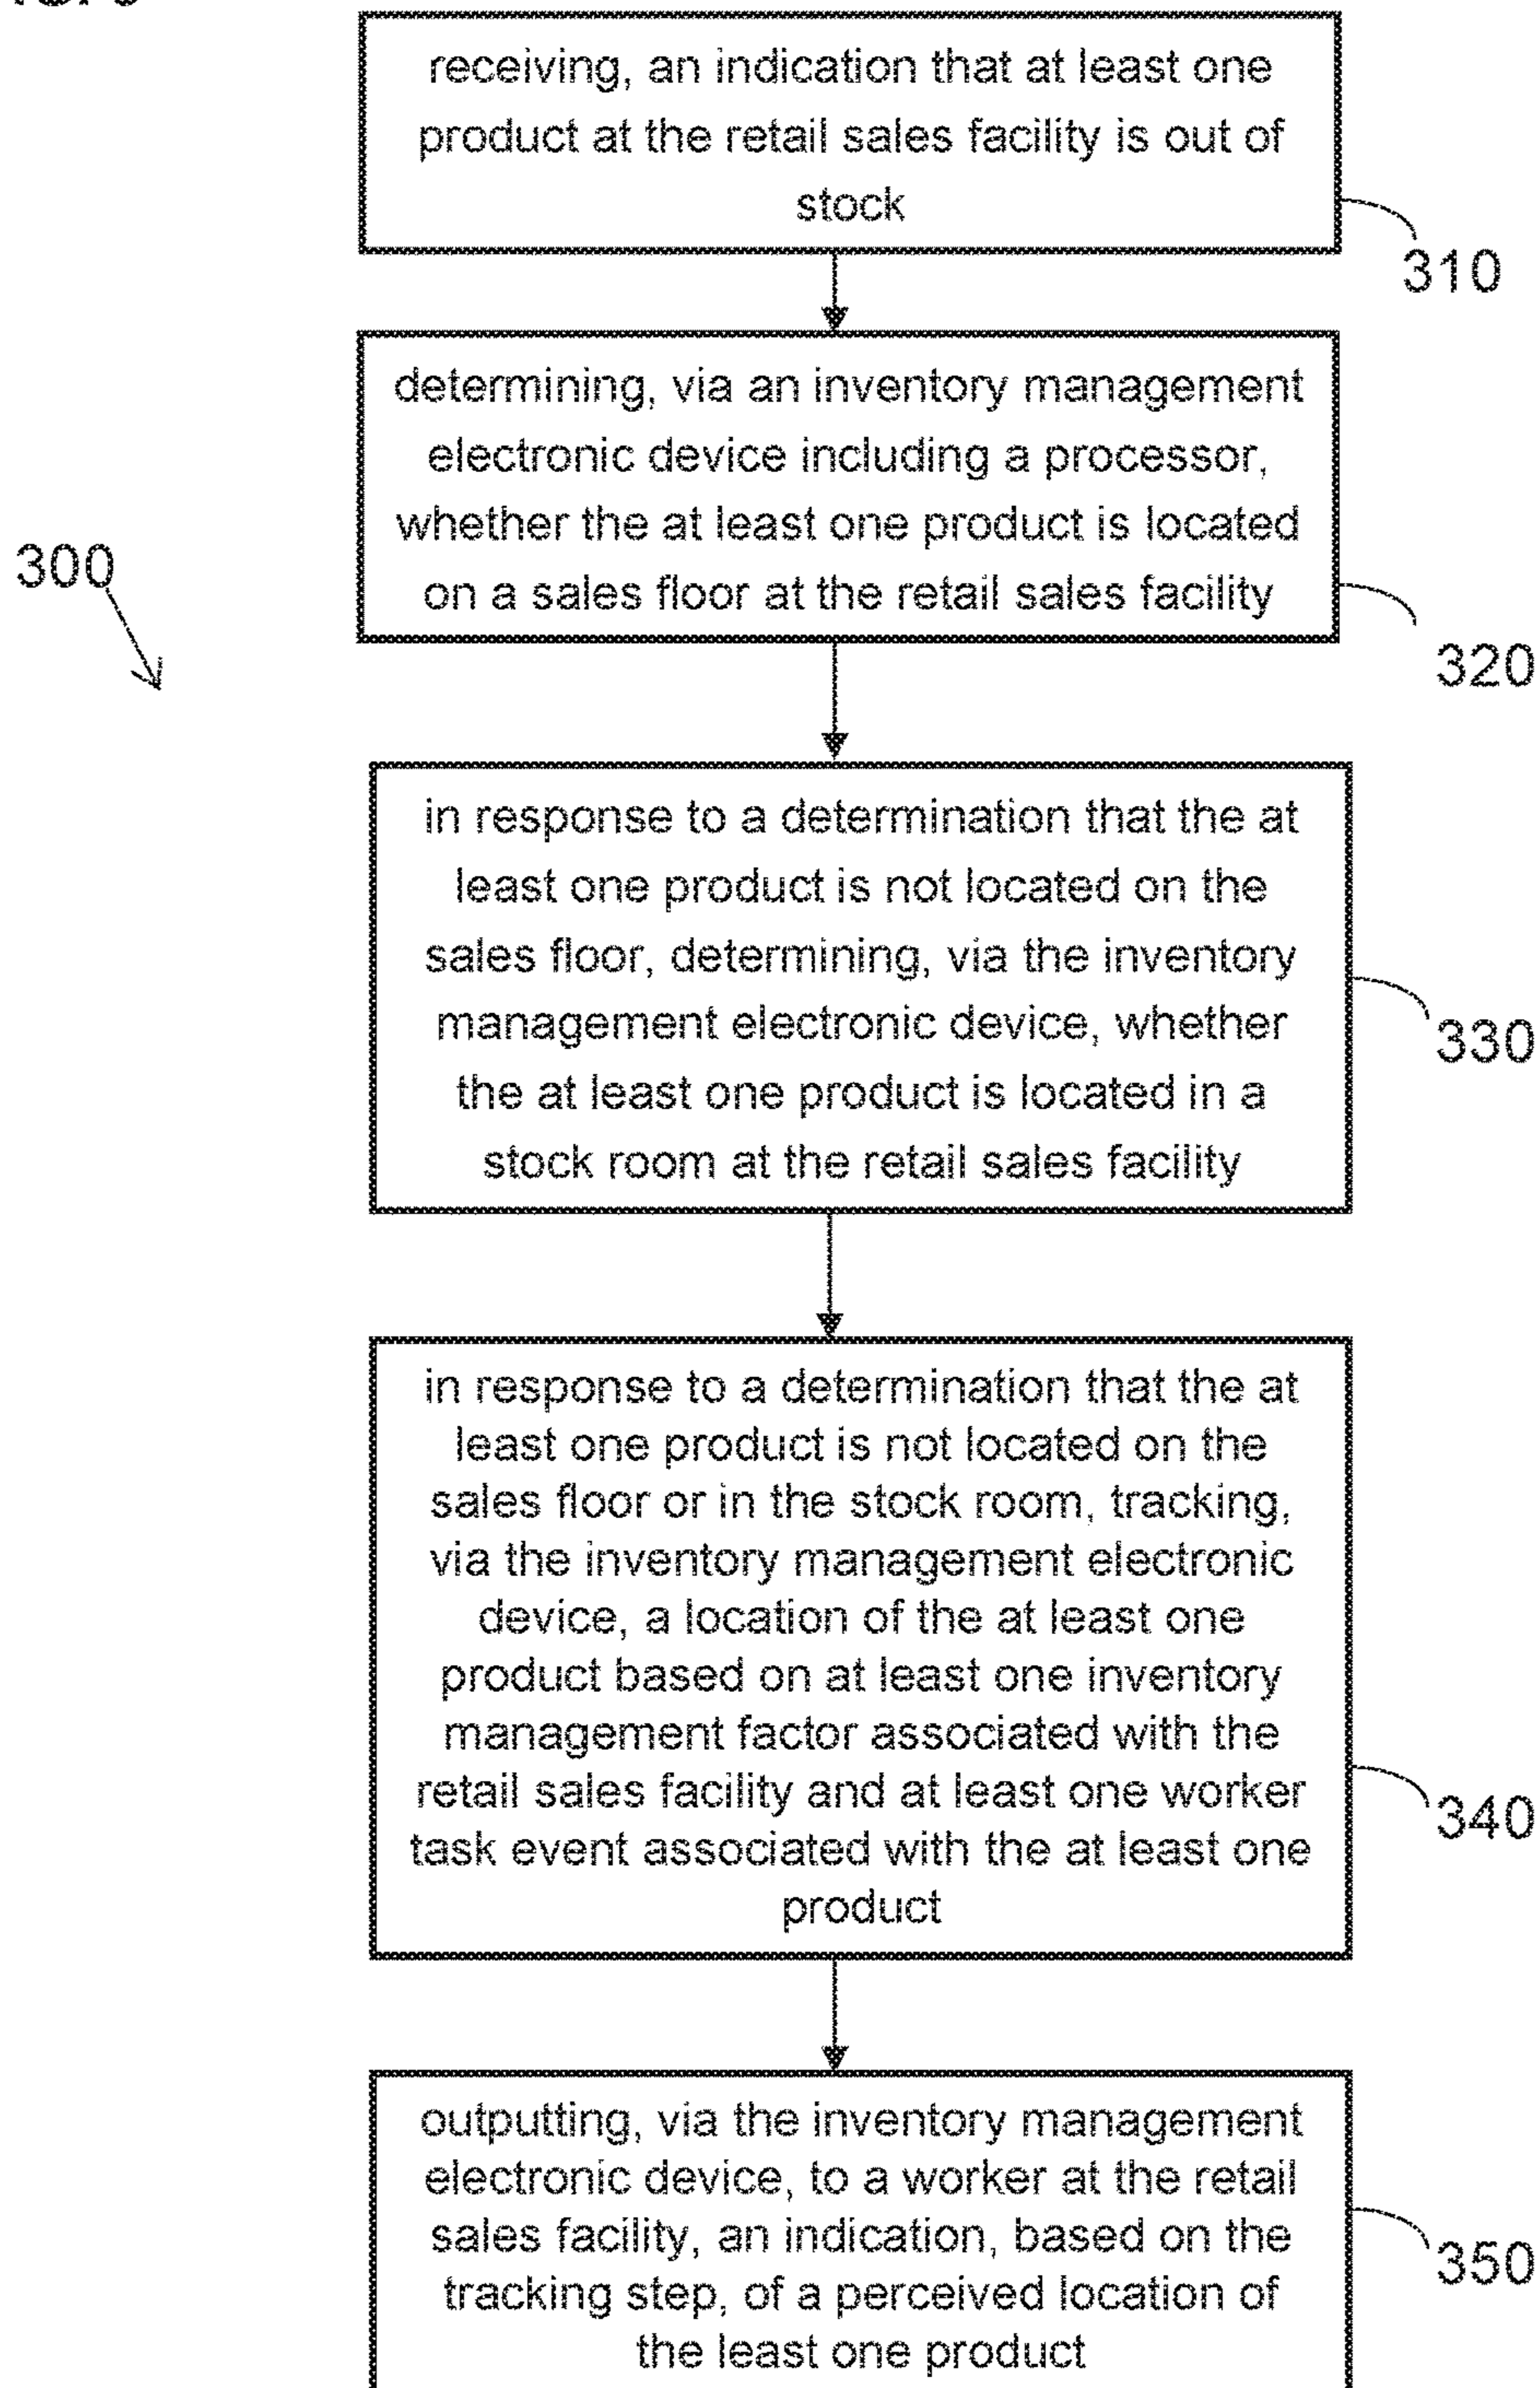 receiving, an indication that at least one
product at the retail sales facility is out of
stock
310
determining, via an inventory management
electronic device including a processor,
whether the at least one product is located
on a sales floor at the retail sales facility
300
320
in response to a determination that the at
least one product is not located on the
sales floor, determining, via the inventory
management electronic device, whether
the at least one product is located in a
stock room at the retail sales facility
330
in response to a determination that the at
least one product is not located on the
sales floor or in the stock room, tracking,
via the inventory management electronic
device, a location of the at least one
product based on at least one inventory
management factor associated with the
retail sales facility and at least one worker
task event associated with the at least one
product
340
outputting, via the inventory management
electronic device, to a worker at the retail
sales facility, an indication, based on the
tracking step, of a perceived location of
the least one product
350